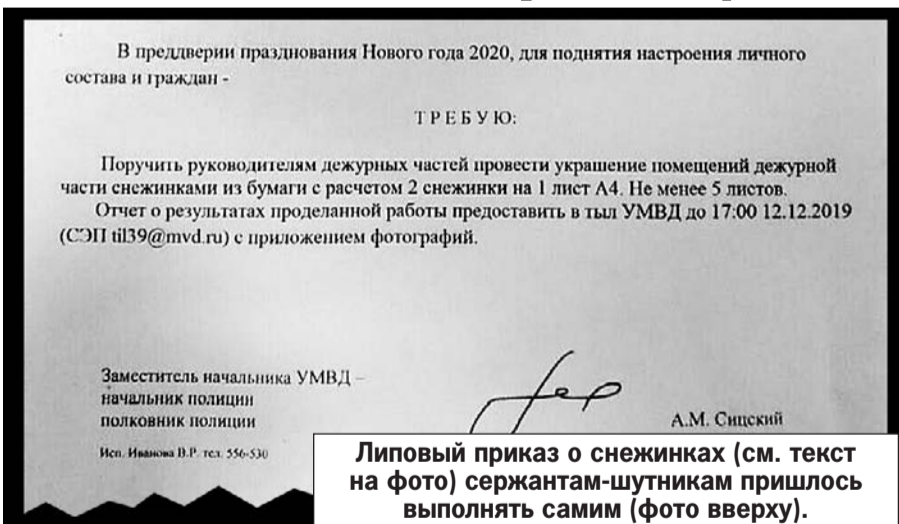 В преддверии празднования Нового года 2020, для поднятия настроения личного
состава и граждан -
Т Р Е Б У Ю:
Поручить руководителям дежурных частей провести украшение помещений дежурной
части снежинками из бумаги с расчетом 2 снежинки на 1 лист А4. Не менее 5 листов.
Отчет о результатах проделанной работы предоставить в тыл УМВД до 17:00 12.12.2019
(СЭП til39@mvd.ru) с приложением фотографий.
Заместитель начальника УМВД –
начальник полиции
полковник полиции
А.М. Сицский
Исп. Иванова В.Р. тел. 556-530
Липовый приказ о снежинках (см. текст
на фото) сержантам-шутникам пришлось
выполнять самим (фото вверху).